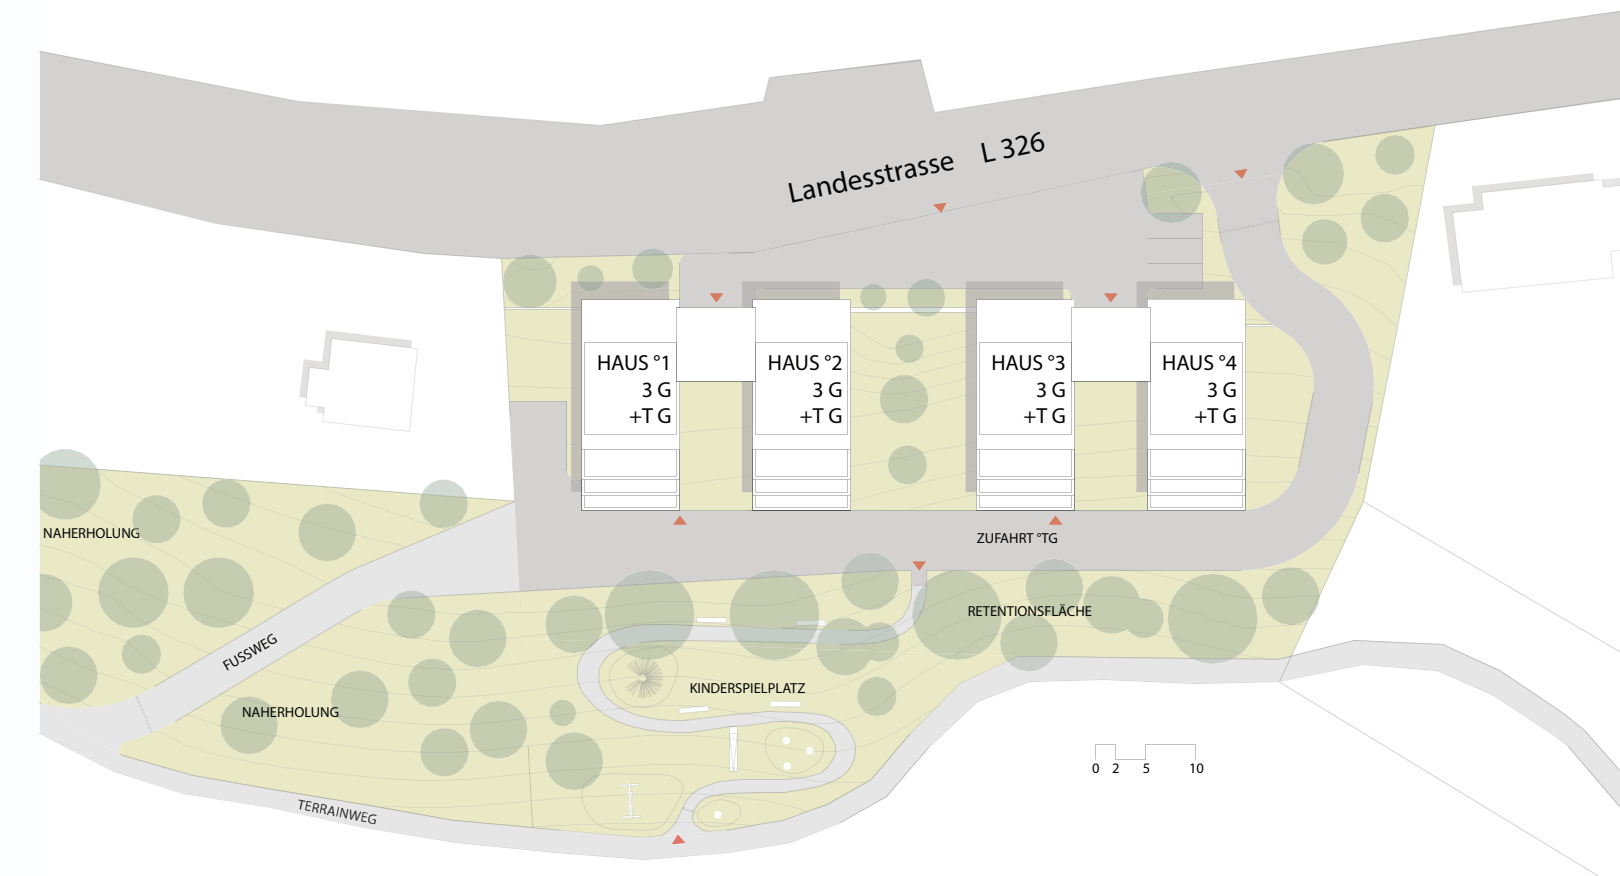 Landesstrasse L 326
HAUS °1
3 G
+T G
HAUS °2
3 G
+T G
HAUS °3
3 G
+T G
HAUS °4
3 G
+T G
NAHERHOLUNG
ZUFAHRT °TG
RETENTIONSFLÄCHE
FUSSWEG
KINDERSPIELPLATZ
NAHERHOLUNG
0 2 5 10
TERRAINWEG